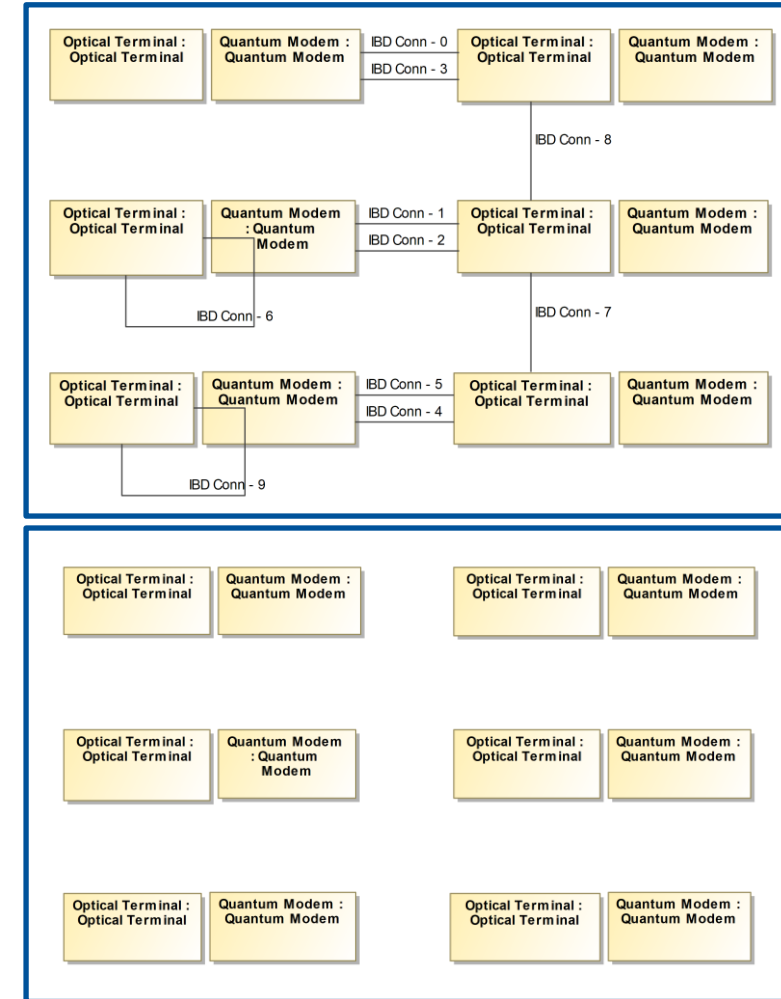 Optical Terminal :
Optical Terminal
Quantum Modem :
Quantum Modem
IBD Conn - 0
IBD Conn - 3
Optical Terminal :
Optical Terminal
Quantum Modem :
Quantum Modem
IBD Conn - 8
Optical Terminal :
Optical Terminal
Quantum Modem
: Quantum
Modem
IBD Conn - 1
IBD Conn - 2
Optical Terminal :
Optical Terminal
Quantum Modem :
Quantum Modem
IBD Conn - 6
IBD Conn - 7
Optical Terminal :
Optical Terminal
Quantum Modem :
Quantum Modem
IBD Conn - 5
IBD Conn - 4
Optical Terminal :
Optical Terminal
Quantum Modem :
Quantum Modem
IBD Conn - 9
Optical Terminal :
Optical Terminal
Quantum Modem :
Quantum Modem
Optical Terminal :
Optical Terminal
Quantum Modem :
Quantum Modem
Optical Terminal :
Optical Terminal
Quantum Modem
: Quantum
Modem
Optical Terminal :
Optical Terminal
Quantum Modem :
Quantum Modem
Optical Terminal :
Optical Terminal
Quantum Modem :
Quantum Modem
Optical Terminal :
Optical Terminal
Quantum Modem :
Quantum Modem